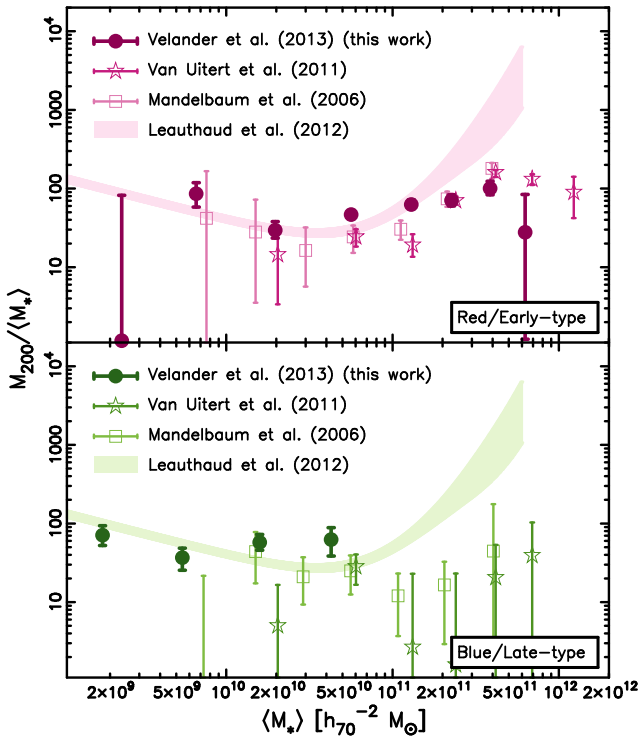 10⁴
1000
100
10
Velander et al. (2013) (this work)
Van Uitert et al. (2011)
Mandelbaum et al. (2006)
Leauthaud et al. (2012)
Red/Early-type
M₂₀₀/⟨M*⟩
10⁴
1000
100
10
Velander et al. (2013) (this work)
Van Uitert et al. (2011)
Mandelbaum et al. (2006)
Leauthaud et al. (2012)
Blue/Late-type
2×10⁹ 5×10⁹ 10¹⁰ 2×10¹⁰ 5×10¹⁰ 10¹¹ 2×10¹¹ 5×10¹¹ 10¹² 2×10¹²
⟨M*⟩ [h₇₀⁻² M☉]